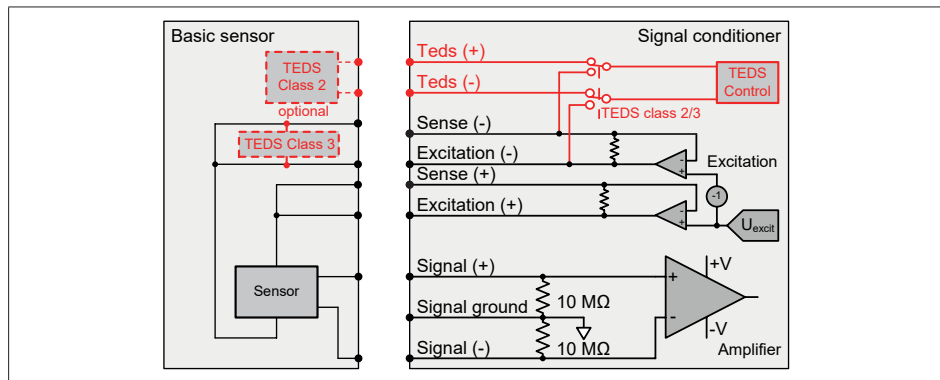 Basic sensor
Signal conditioner
TEDS
Class 2
optional
TEDS Class 3
Sensor
Teds (+)
Teds (-)
TEDS
Control
TEDS class 2/3
Sense (-)
Excitation (-)
Excitation
Sense (+)
-
+
-1
Excitation (+)
-
+
Uexcit
Signal (+)
+
+V
10 MΩ
Signal ground
-
-V
10 MΩ
Signal (-)
Amplifier